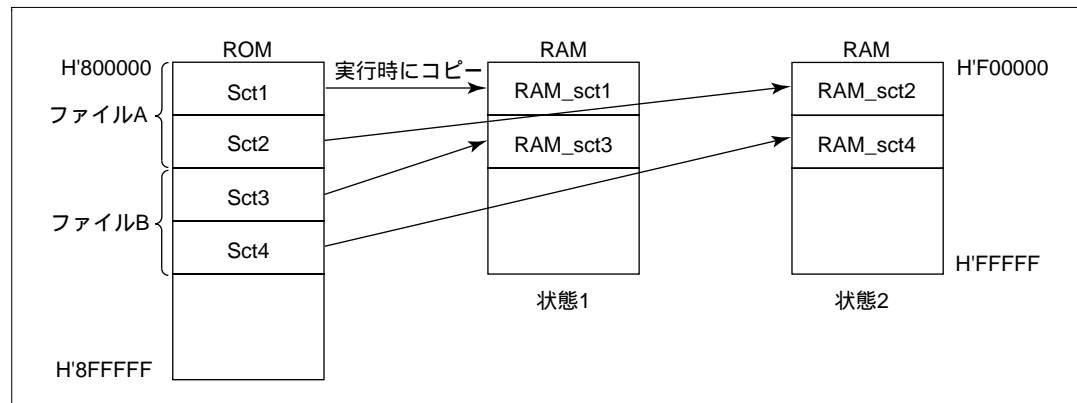 ROM
RAM
RAM
H'800000
実行時にコピー
H'F00000
Sct1
RAM_sct1
RAM_sct2
ファイルA
Sct2
RAM_sct3
RAM_sct4
Sct3
ファイルB
Sct4
H'FFFFF
状態1
状態2
H'8FFFFF